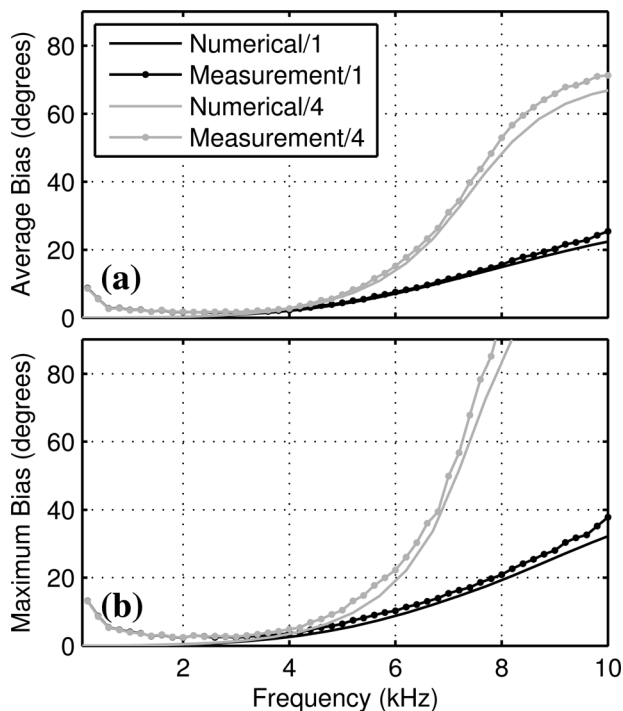 80
60
40
20
0
Average Bias (degrees)
Numerical/1
Measurement/1
Numerical/4
Measurement/4
(a)
80
60
40
20
0
Maximum Bias (degrees)
(b)
2 4 6 8 10
Frequency (kHz)